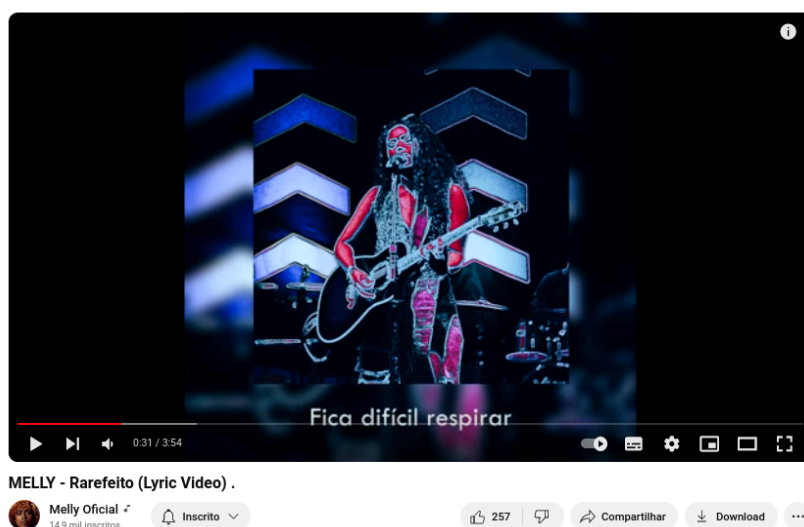 Fica difícil respirar
0:31 / 3:54
MELLY - Rarefeito (Lyric Video) .
Melly Oficial
14,9 mil inscritos
Inscrito
257
Compartilhar
Download